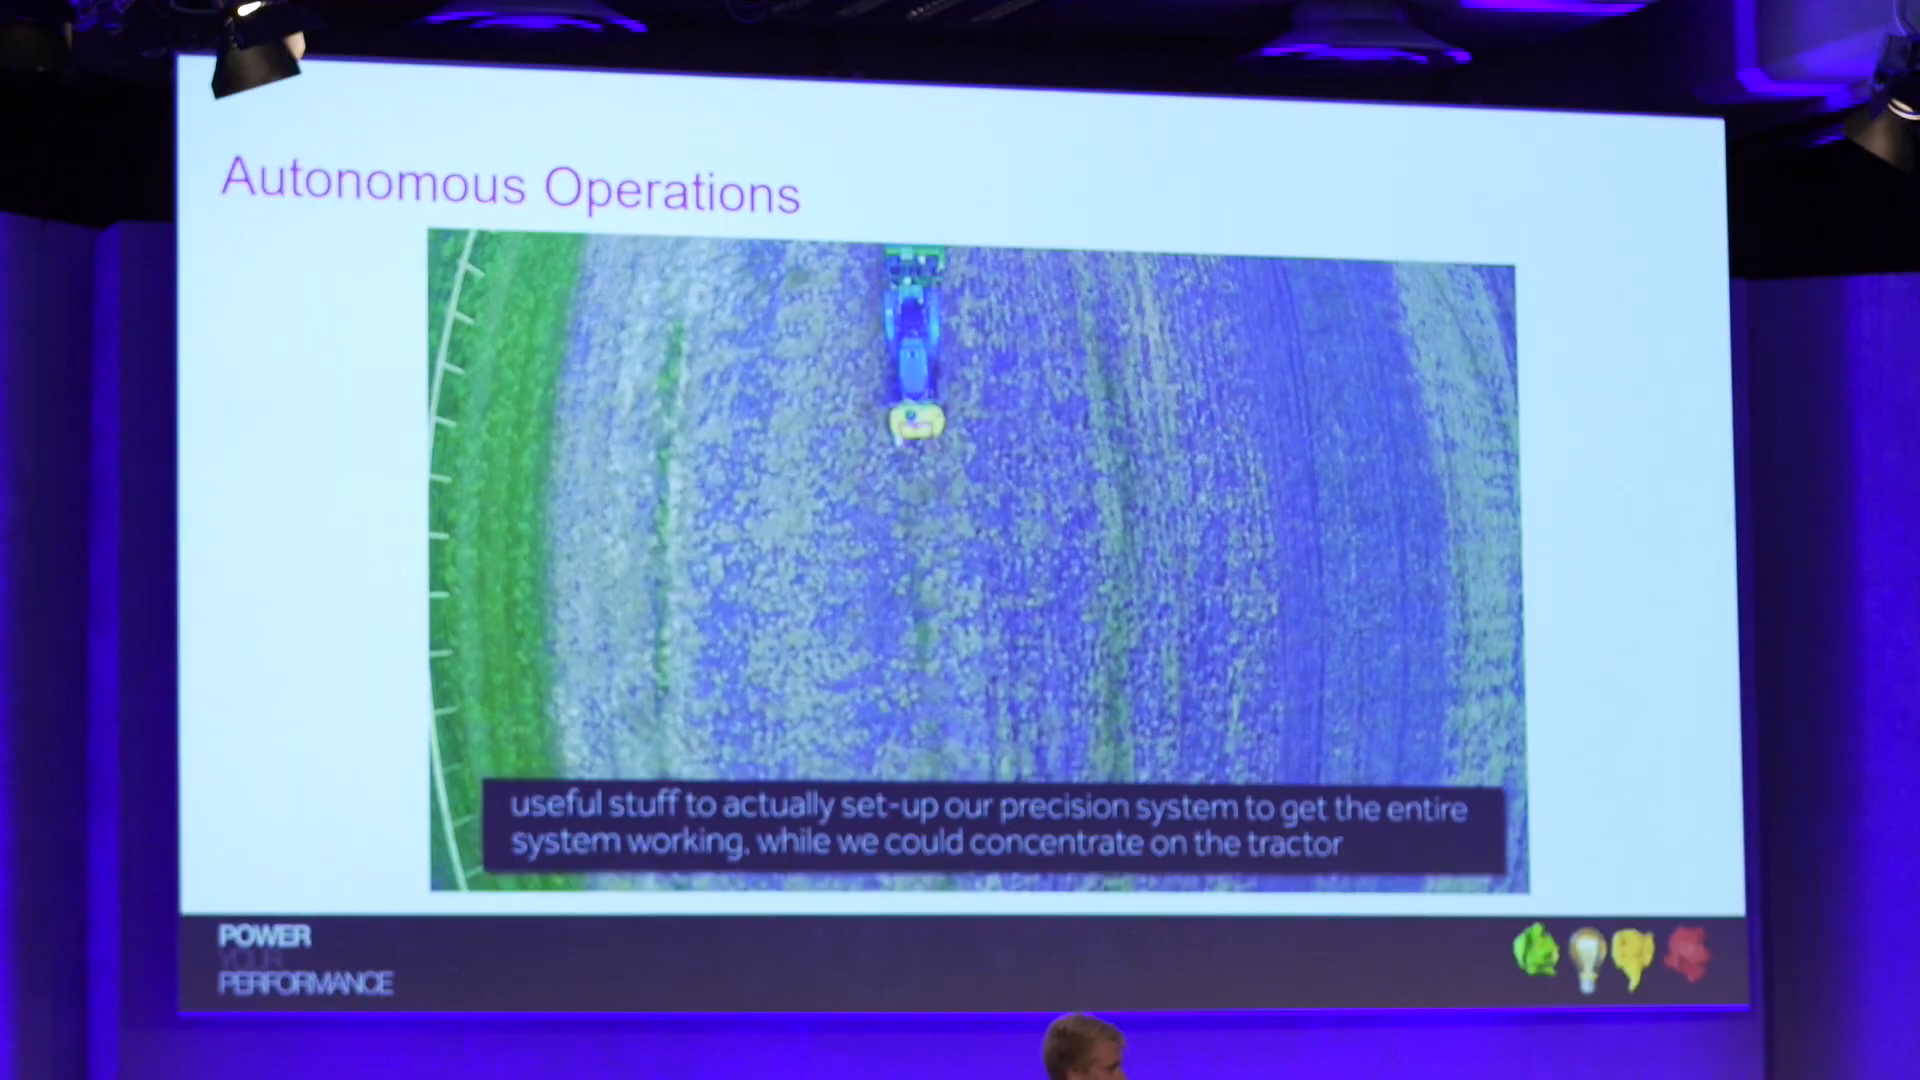 Autonomous Operations
useful stuff to actually set-up our precision system to get the entire
system working, while we could concentrate on the tractor
POWER
YOUR
PERFORMANCE